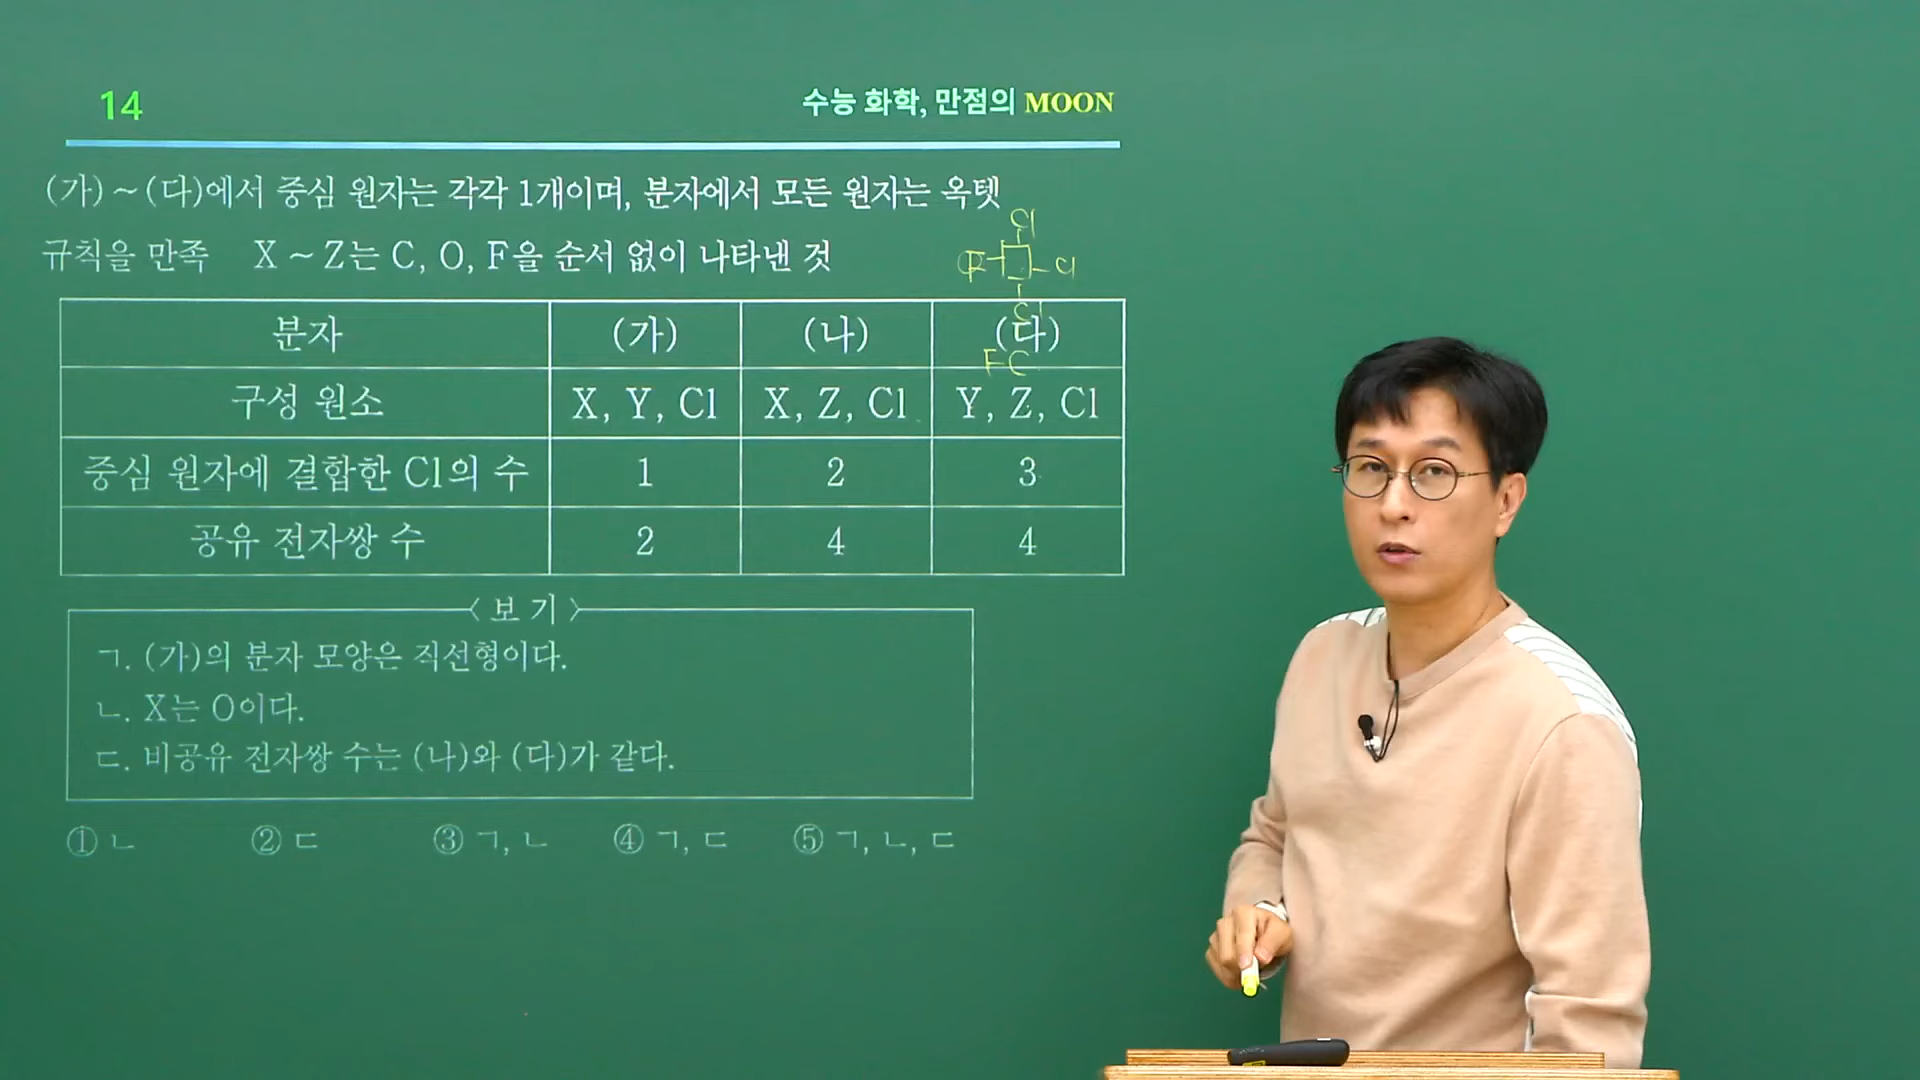 14
수능 화학, 만점의 MOON
(가)~(다)에서 중심 원자는 각각 1개이며, 분자에서 모든 원자는 옥텟
규칙을 만족 X ~ Z는 C, O, F을 순서 없이 나타낸 것
Cl
F Cl
Cl
분자 (가) (나) (다)
F C
구성 원소 X, Y, Cl X, Z, Cl Y, Z, Cl
중심 원자에 결합한 Cl의 수 1 2 3
공유 전자쌍 수 2 4 4
〈보기〉
ㄱ. (가)의 분자 모양은 직선형이다.
ㄴ. X는 O이다.
ㄷ. 비공유 전자쌍 수는 (나)와 (다)가 같다.
① ㄴ ② ㄷ ③ ㄱ, ㄴ ④ ㄱ, ㄷ ⑤ ㄱ, ㄴ, ㄷ